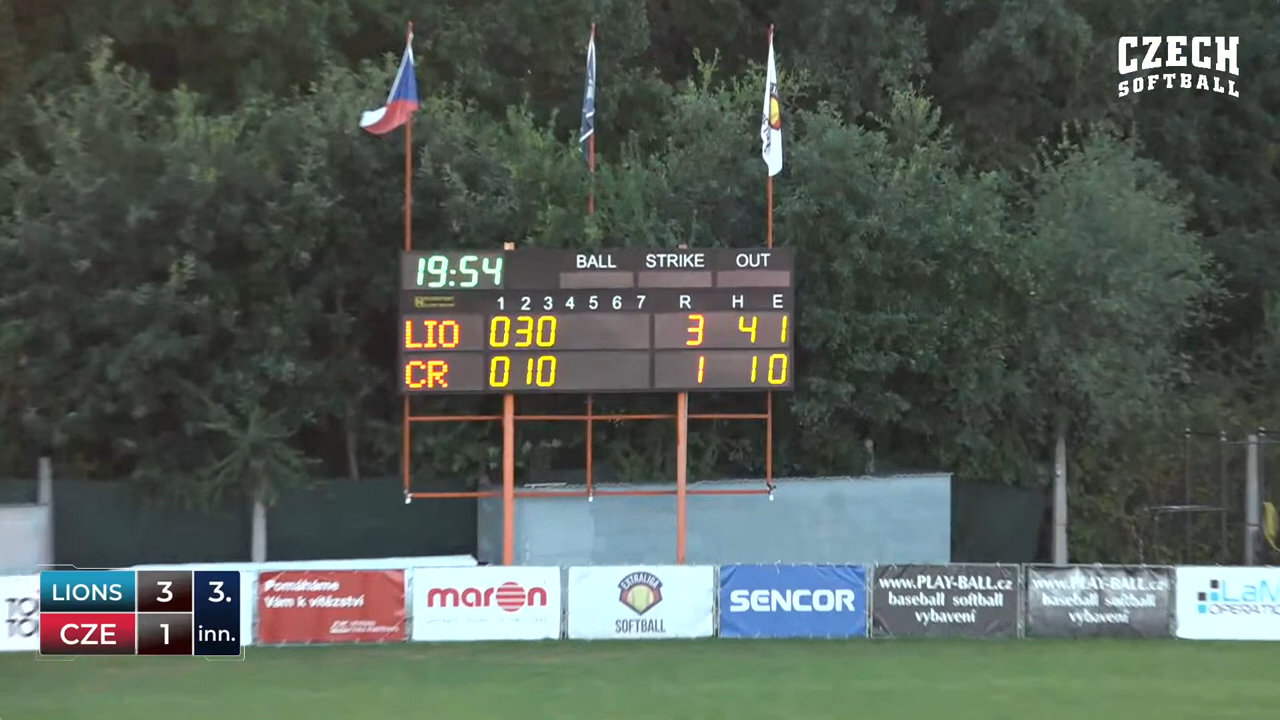 CZECH
SOFTBALL
19:54 BALL STRIKE OUT
1 2 3 4 5 6 7 R H E
LIO 030 3 4 1
CR 010 1 1 0
LIONS 3 3.
CZE 1 inn.
Pomáháme
Vám k vítězství
maron
EXTRALIGA
SOFTBALL
SENCOR
www.PLAY-BALL.cz
baseball softball
vybavení
www.PLAY-BALL.cz
baseball softball
vybavení